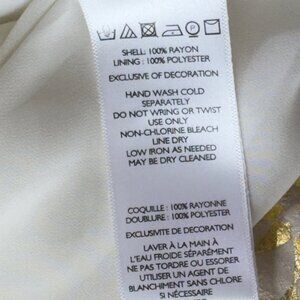 SHELL: 100% RAYON
LINING : 100% POLYESTER
EXCLUSIVE OF DECORATION
HAND WASH COLD
SEPARATELY
DO NOT WRING OR TWIST
USE ONLY
NON-CHLORINE BLEACH
LINE DRY
LOW IRON AS NEEDED
MAY BE DRY CLEANED
COQUILLE : 100% RAYONNE
DOUBLURE : 100% POLYESTER
EXCLUSIVITE DE DECORATION
LAVER À LA MAIN À
L'EAU FROIDE SÉPARÉMENT
NE PAS TORDRE OU ESSORER
UTILISER UN AGENT DE
BLANCHIMENT SANS CHLORE
SI NÉCESSAIRE